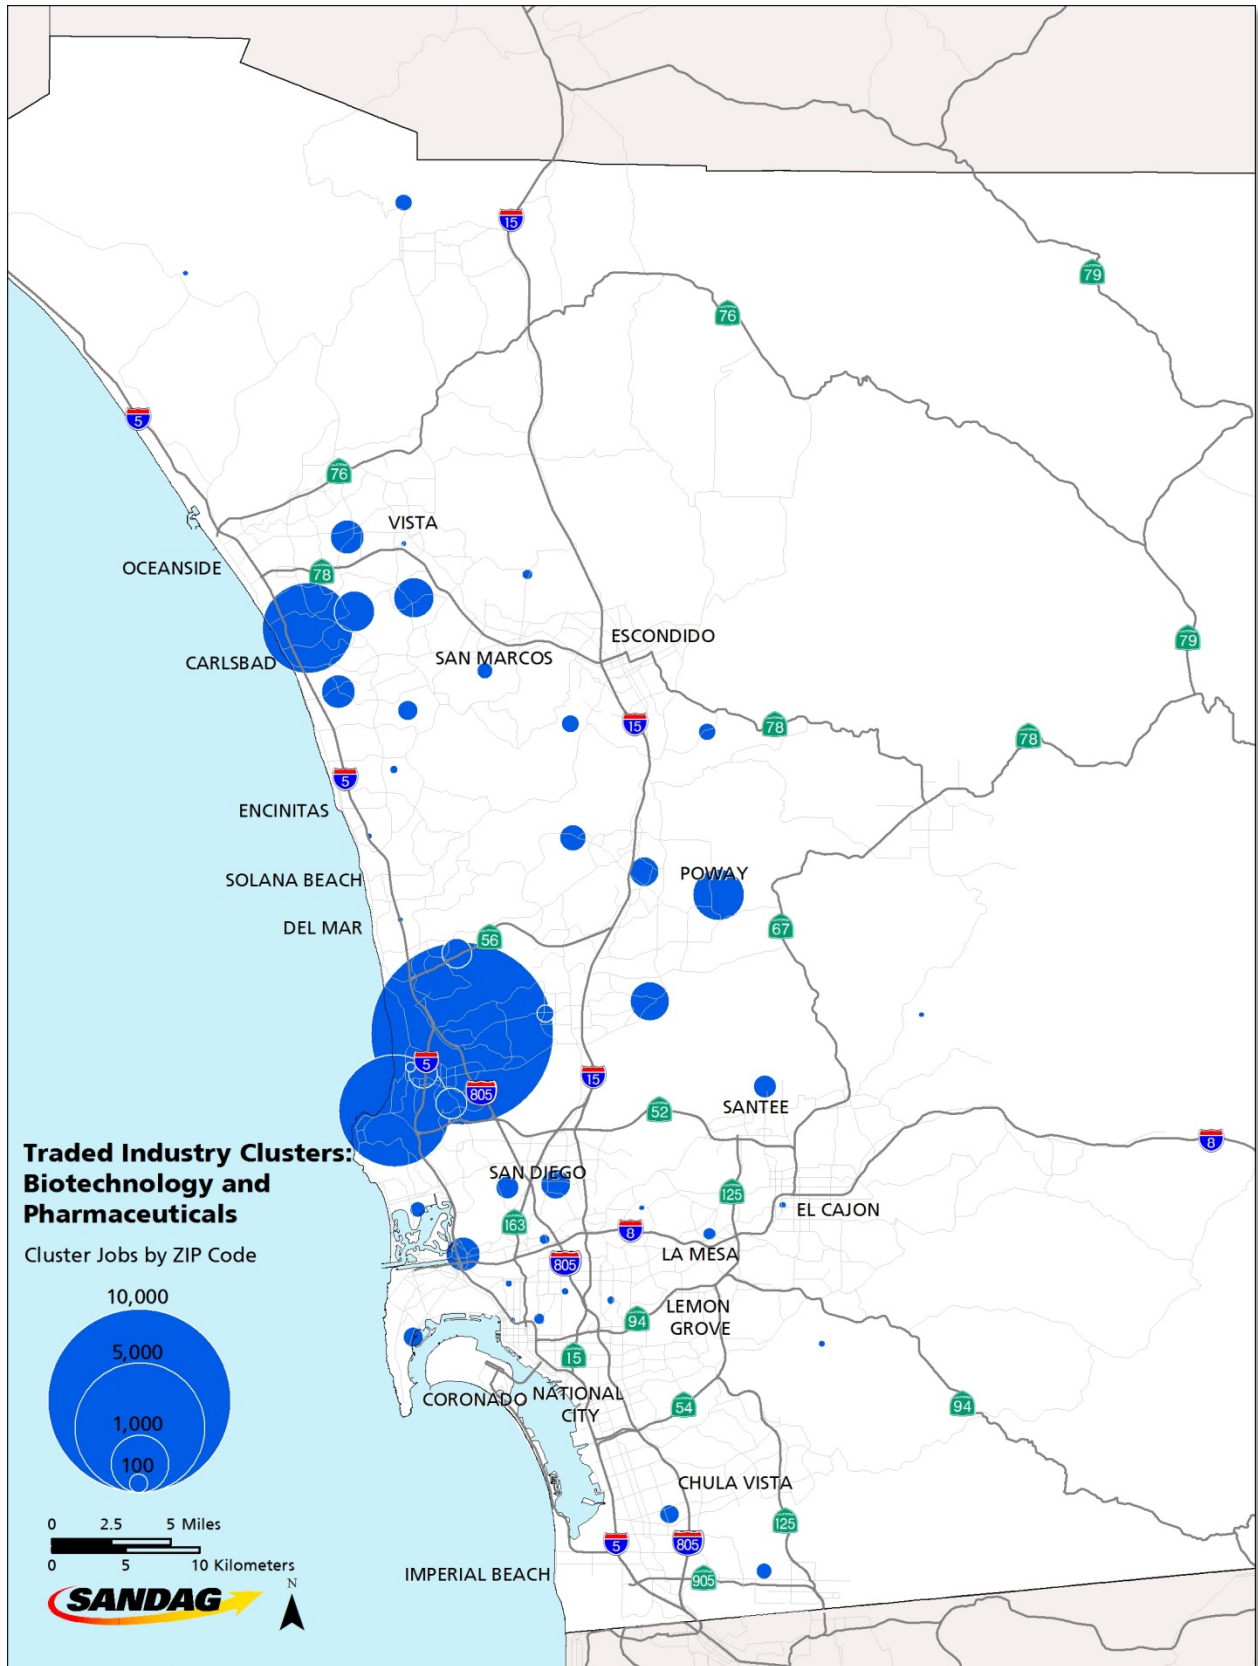 15
79
76
5
76
VISTA
OCEANSIDE
78
ESCONDIDO
79
CARLSBAD
SAN MARCOS
15
78
78
5
ENCINITAS
POWAY
SOLANA BEACH
DEL MAR
56
67
5
15
805
52
SANTEE
8
Traded Industry Clusters:
Biotechnology and
Pharmaceuticals
SAN DIEGO
125
EL CAJON
163
8
LA MESA
Cluster Jobs by ZIP Code
805
10,000
LEMON
GROVE
94
5,000
15
CORONADO
NATIONAL
CITY
54
94
1,000
100
CHULA VISTA
0 2.5 5 Miles
125
5
805
0 5 10 Kilometers
IMPERIAL BEACH
905
SANDAG
N